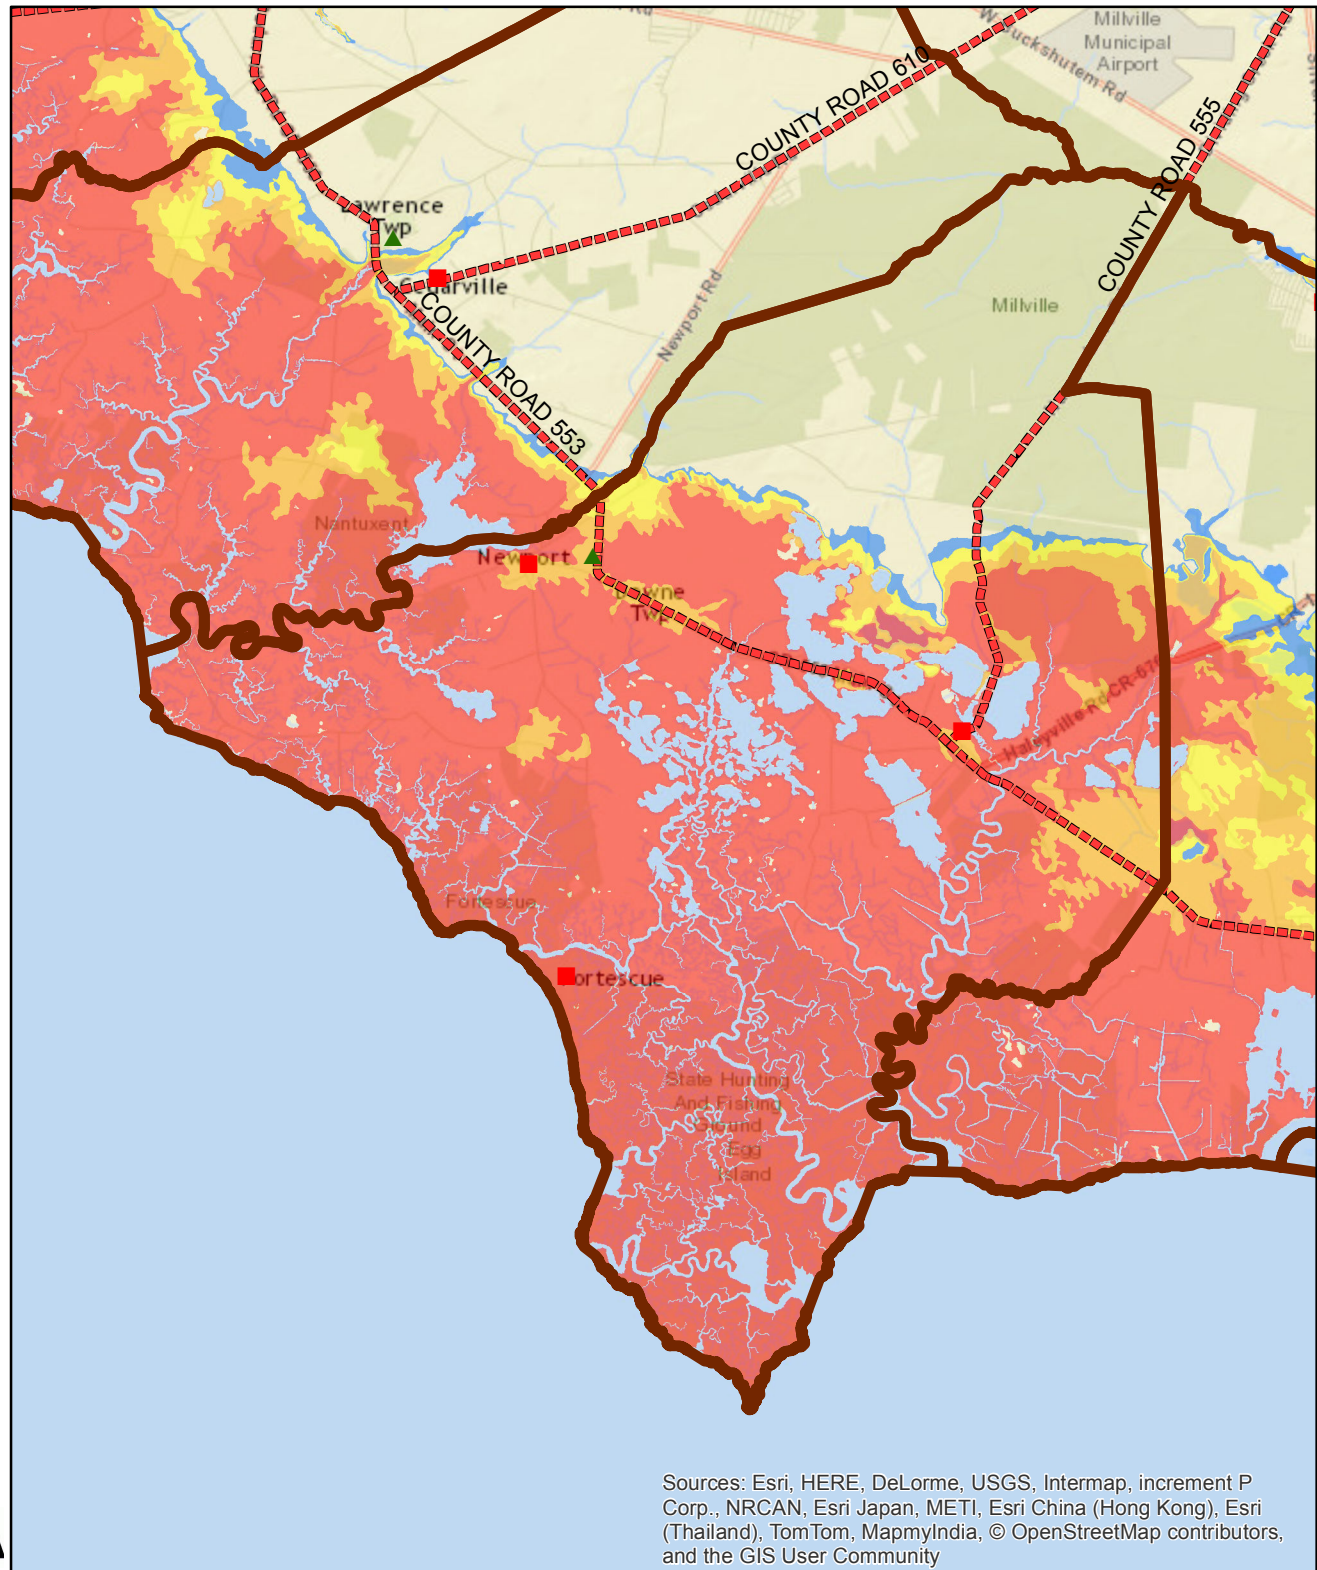 Millville
Municipal
Airport
W Buckshutem Rd
COUNTY ROAD 610
COUNTY ROAD 555
Lawrence
Twp
Cedarville
Newport Rd
Millville
COUNTY ROAD 553
Nantuxent
Newport
Downe
Twp
Haleyville Rd
CR-676
Fortescue
Fortescue
State Hunting
And Fishing
Ground
Egg
Island
Sources: Esri, HERE, DeLorme, USGS, Intermap, increment P
Corp., NRCAN, Esri Japan, METI, Esri China (Hong Kong), Esri
(Thailand), TomTom, MapmyIndia, © OpenStreetMap contributors,
and the GIS User Community